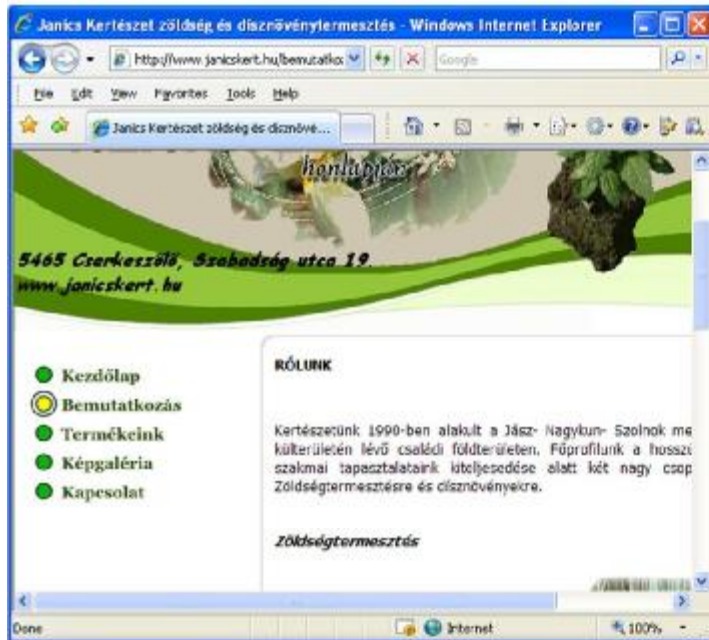 Janics Kertészet zöldség és dísznövénytermesztés - Windows Internet Explorer
http://www.janicskert.hu/bemutatko
Google
File Edit View Favorites Tools Help
Janics Kertészet zöldség és dísznövé...
honlapján
5465 Cserkeszőlő, Szabadság utca 19.
www.janicskert.hu
Kezdőlap
Bemutatkozás
Termékeink
Képgaléria
Kapcsolat
RÓLUNK
Kertészetünk 1990-ben alakult a Jász- Nagykun- Szolnok me
külterületén lévő családi földterületen. Főprofilunk a hosszú
szakmai tapasztalataink kiteljesedése alatt két nagy csop
Zöldségtermesztésre és dísznövényekre.
Zöldségtermesztés
Done
Internet
100%